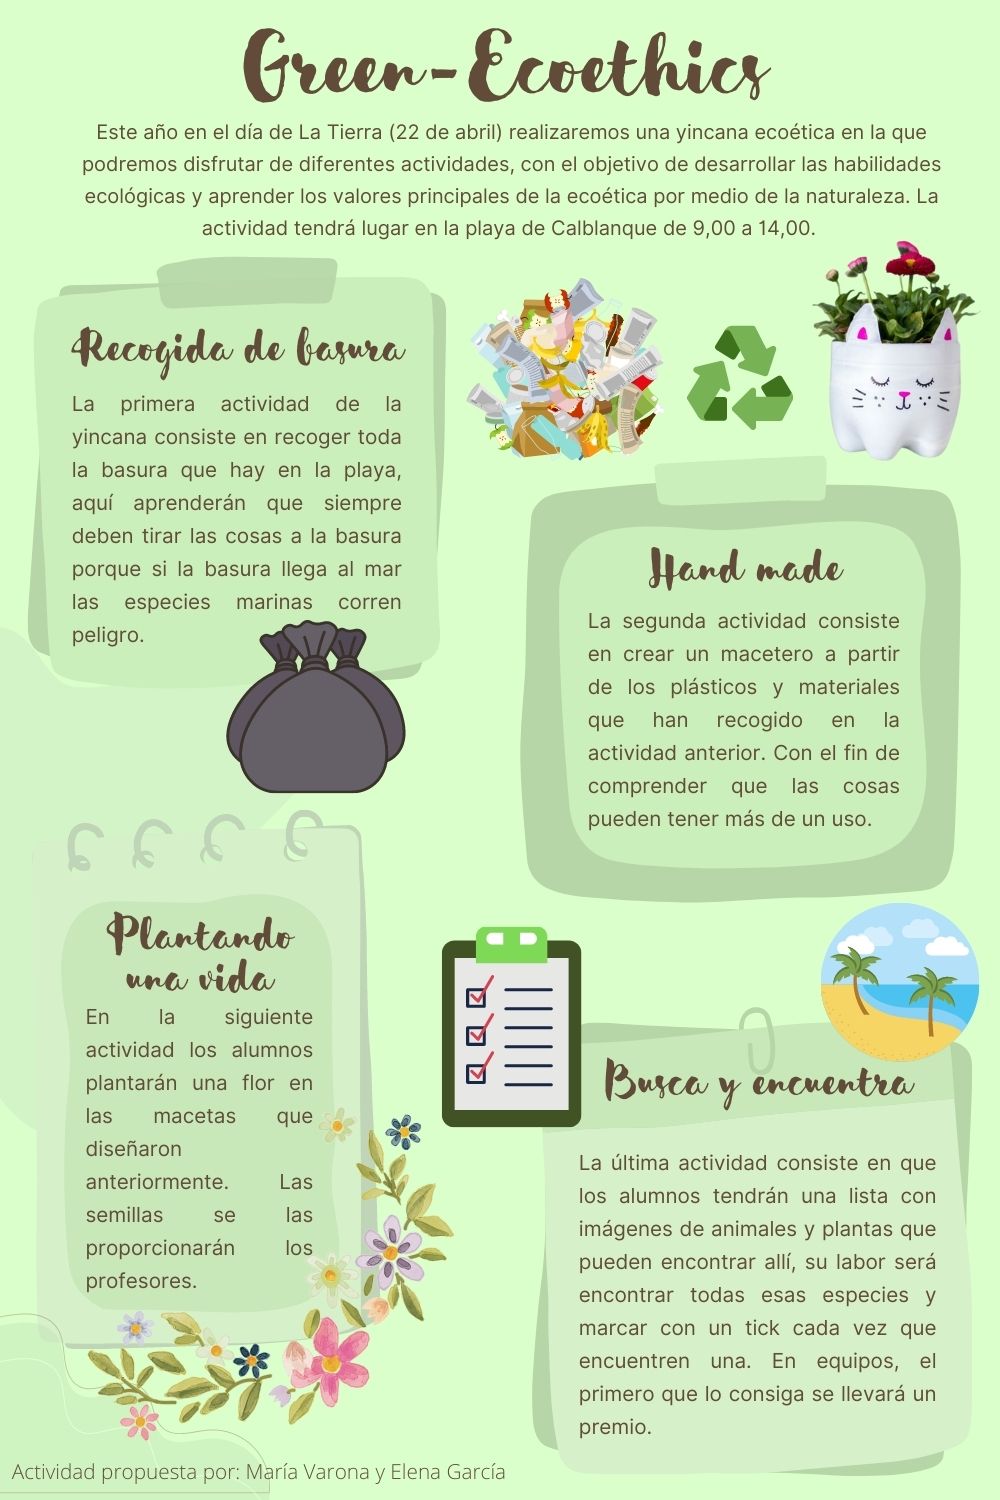 Green-Ecoethics
Este año en el día de La Tierra (22 de abril) realizaremos una yincana ecoética en la que
podremos disfrutar de diferentes actividades, con el objetivo de desarrollar las habilidades
ecológicas y aprender los valores principales de la ecoética por medio de la naturaleza. La
actividad tendrá lugar en la playa de Calblanque de 9,00 a 14,00.
Recogida de basura
La primera actividad de la
yincana consiste en recoger toda
la basura que hay en la playa,
aquí aprenderán que siempre
deben tirar las cosas a la basura
porque si la basura llega al mar
las especies marinas corren
peligro.
Hand made
La segunda actividad consiste
en crear un macetero a partir
de los plásticos y materiales
que han recogido en la
actividad anterior. Con el fin de
comprender que las cosas
pueden tener más de un uso.
Plantando
una vida
En la siguiente
actividad los alumnos
plantarán una flor en
las macetas que
diseñaron
anteriormente. Las
semillas se las
proporcionarán los
profesores.
Busca y encuentra
La última actividad consiste en que
los alumnos tendrán una lista con
imágenes de animales y plantas que
pueden encontrar allí, su labor será
encontrar todas esas especies y
marcar con un tick cada vez que
encuentren una. En equipos, el
primero que lo consiga se llevará un
premio.
Actividad propuesta por: María Varona y Elena García